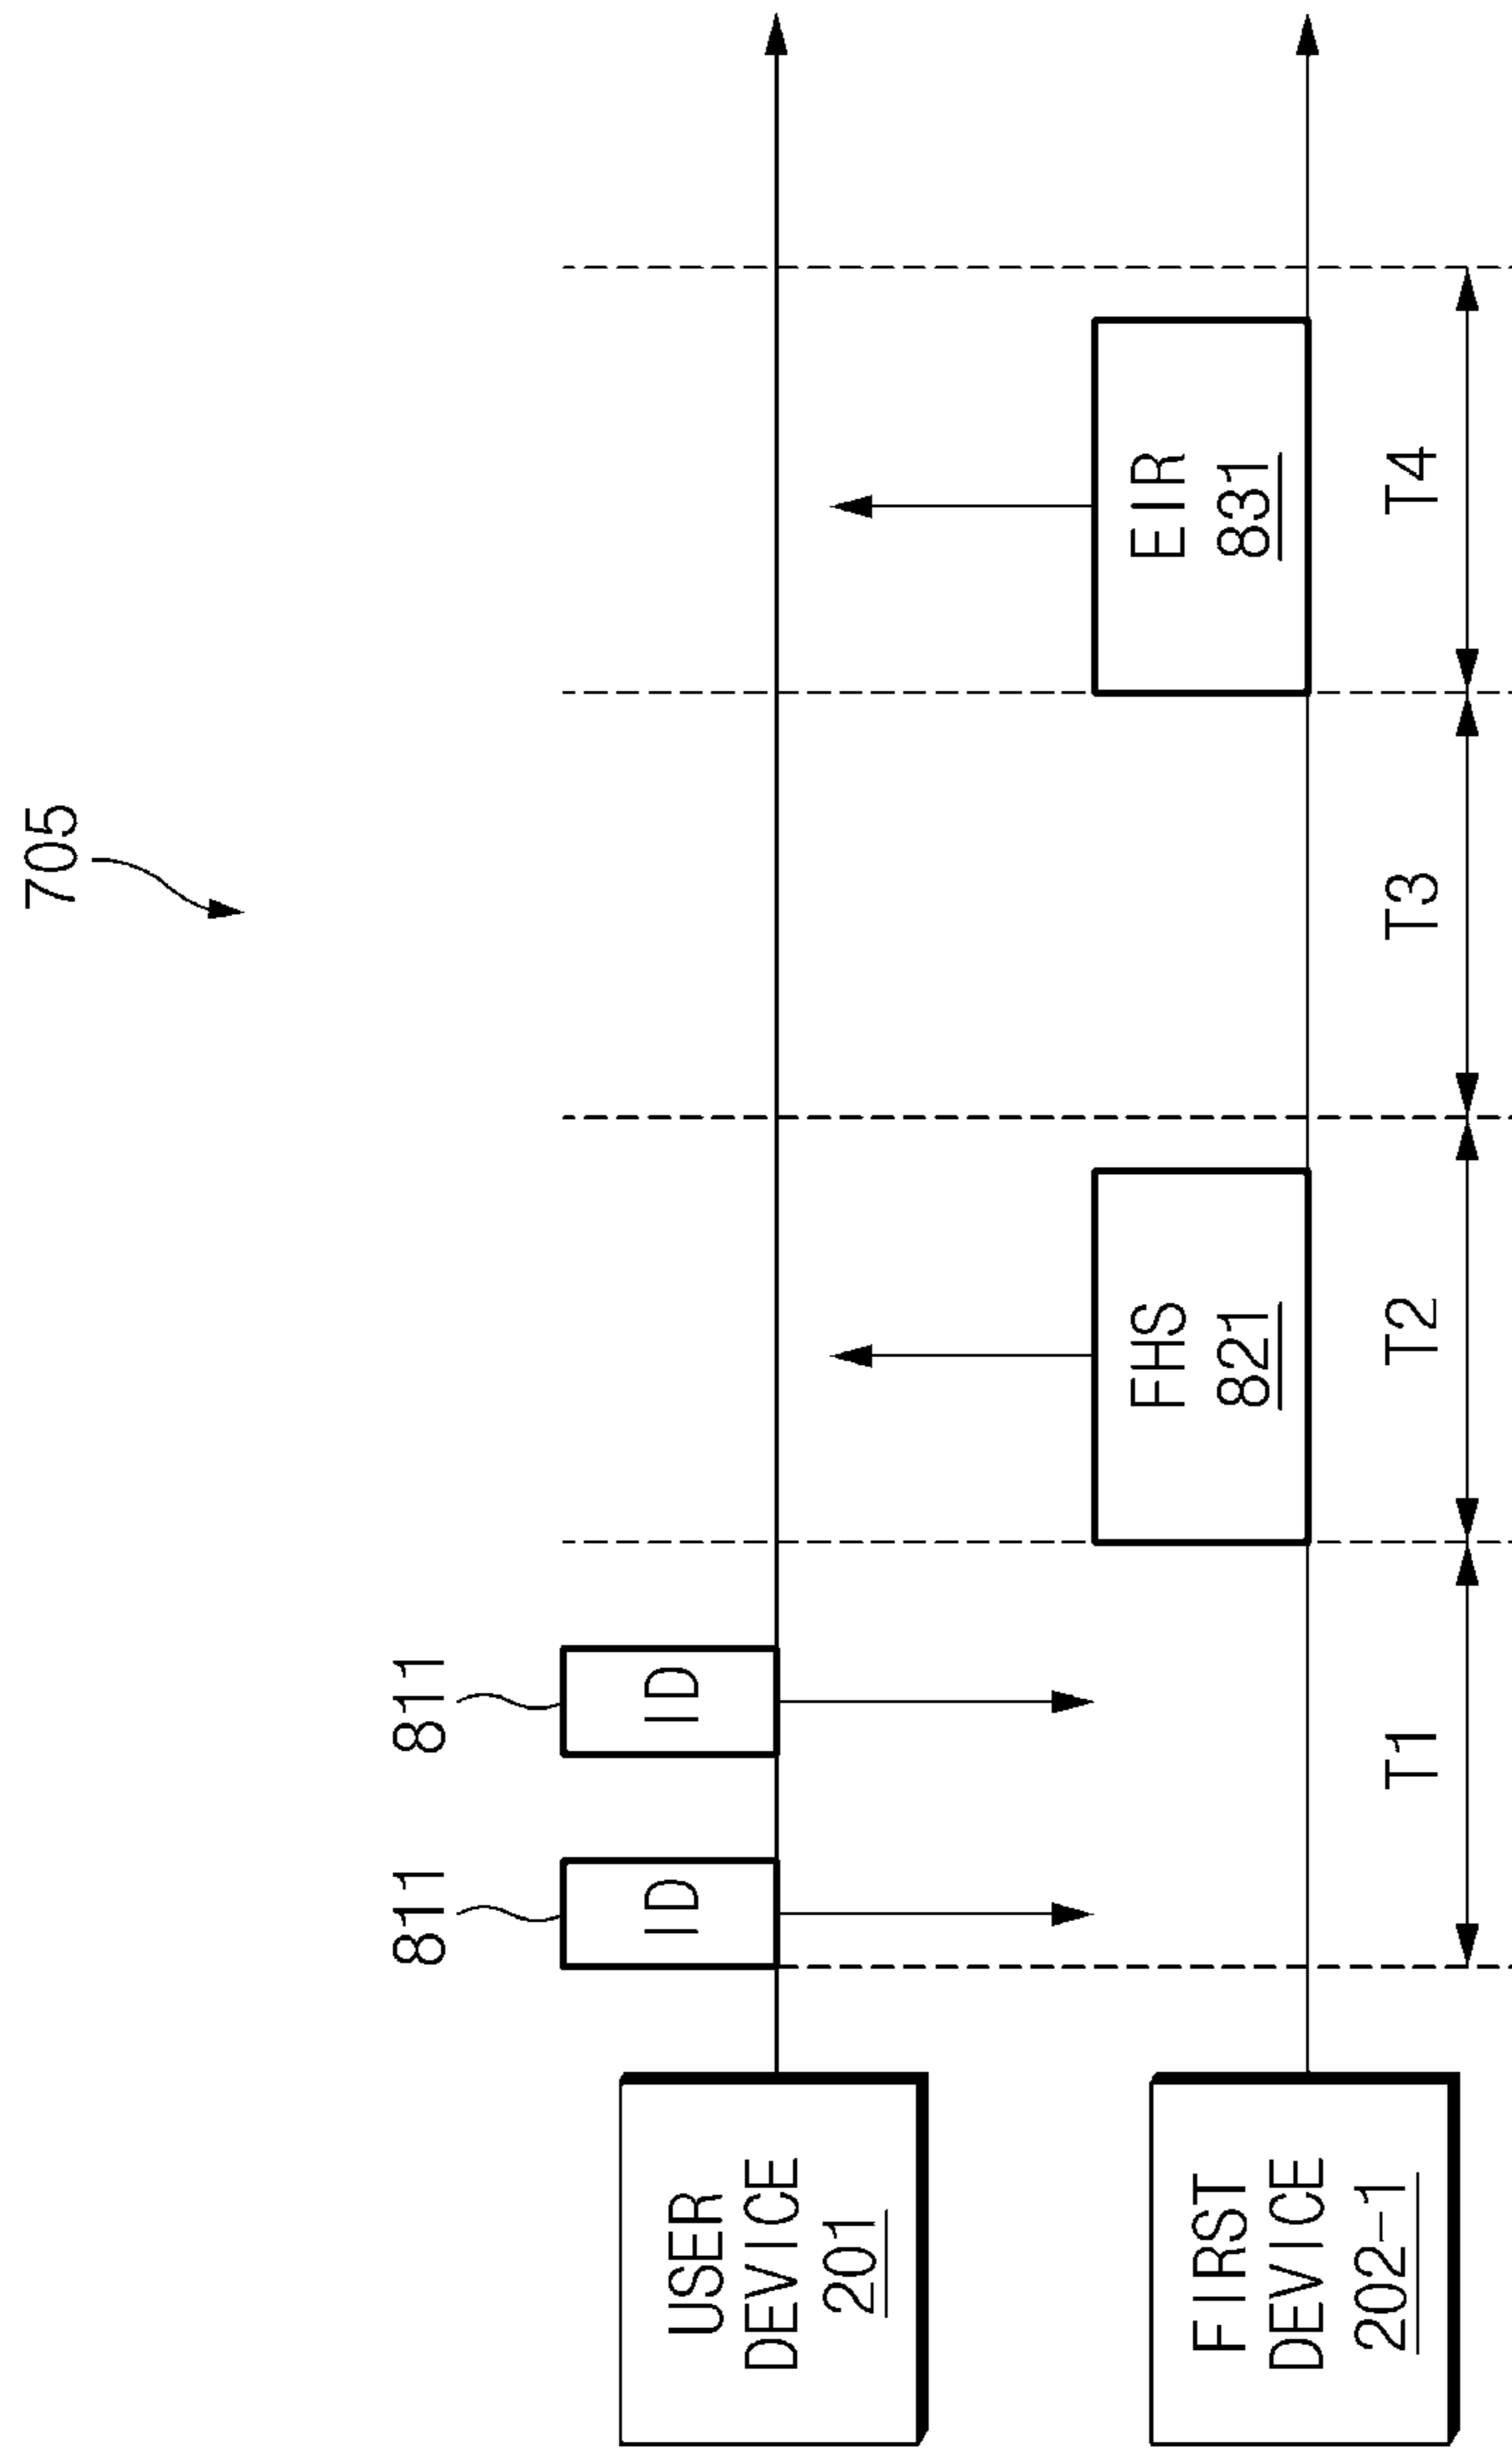 705
811
811
ID
ID
USER
DEVICE
201
FHS
821
EIR
831
FIRST
DEVICE
202-1
T1
T2
T3
T4